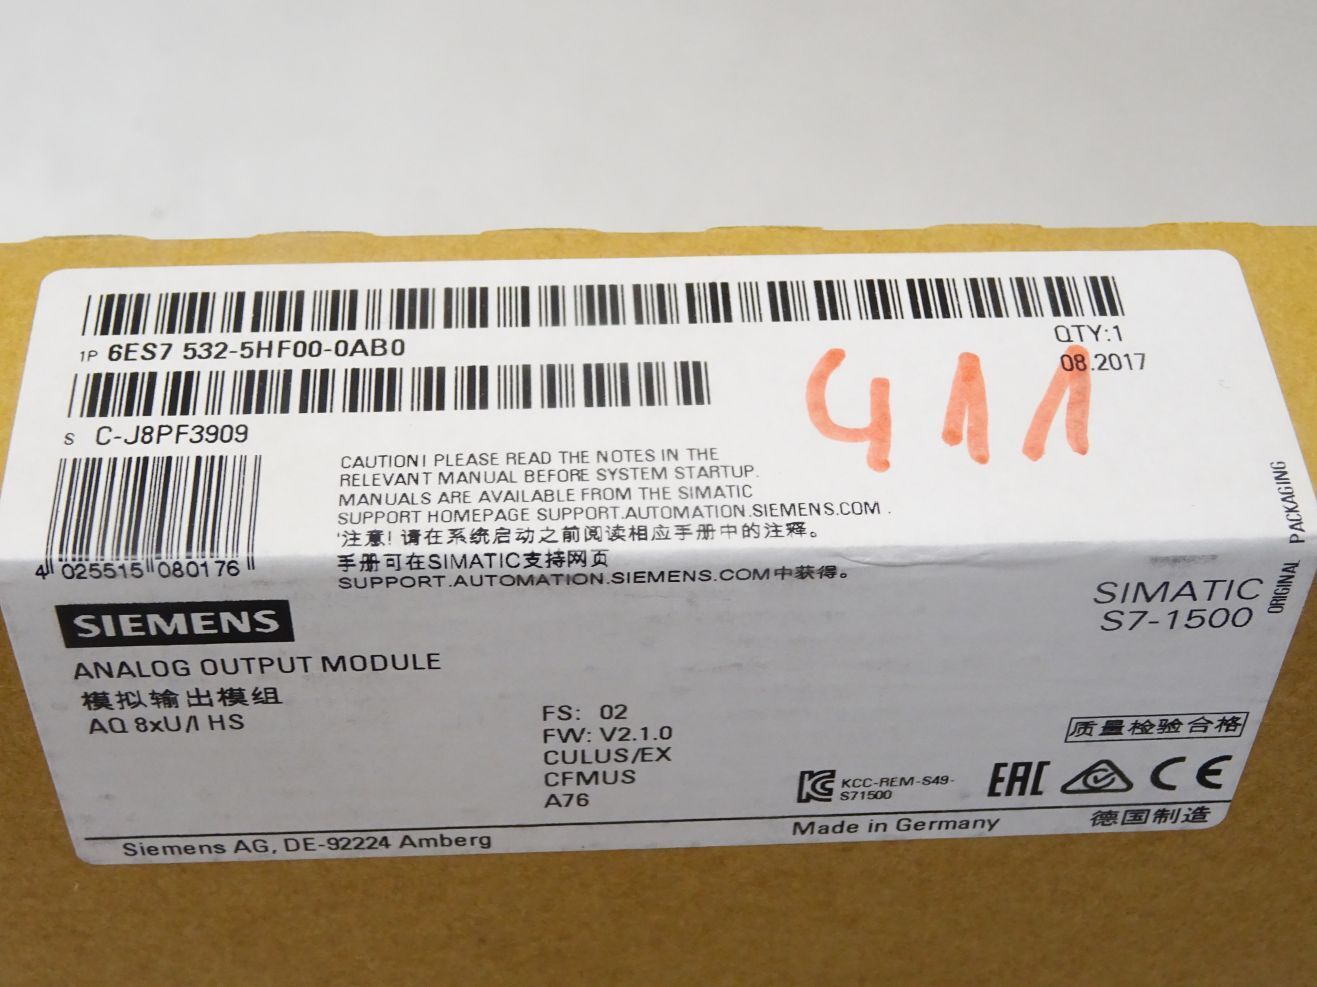 1P 6ES7 532-5HF00-0AB0
QTY:1
08.2017
411
S C-J8PF3909
CAUTION! PLEASE READ THE NOTES IN THE
RELEVANT MANUAL BEFORE SYSTEM STARTUP.
MANUALS ARE AVAILABLE FROM THE SIMATIC
SUPPORT HOMEPAGE SUPPORT.AUTOMATION.SIEMENS.COM .
注意! 请在系统启动之前阅读相应手册中的注释。
手册可在SIMATIC支持网页
SUPPORT.AUTOMATION.SIEMENS.COM中获得。
4 025515 080176
ORIGINAL PACKAGING
SIEMENS
SIMATIC
S7-1500
ANALOG OUTPUT MODULE
模拟输出模组
AQ 8xU/I HS
FS: 02
FW: V2.1.0
CULUS/EX
CFMUS
A76
质量检验合格
KCC-REM-S49-
S71500
EAC
CE
Made in Germany
德国制造
Siemens AG, DE-92224 Amberg